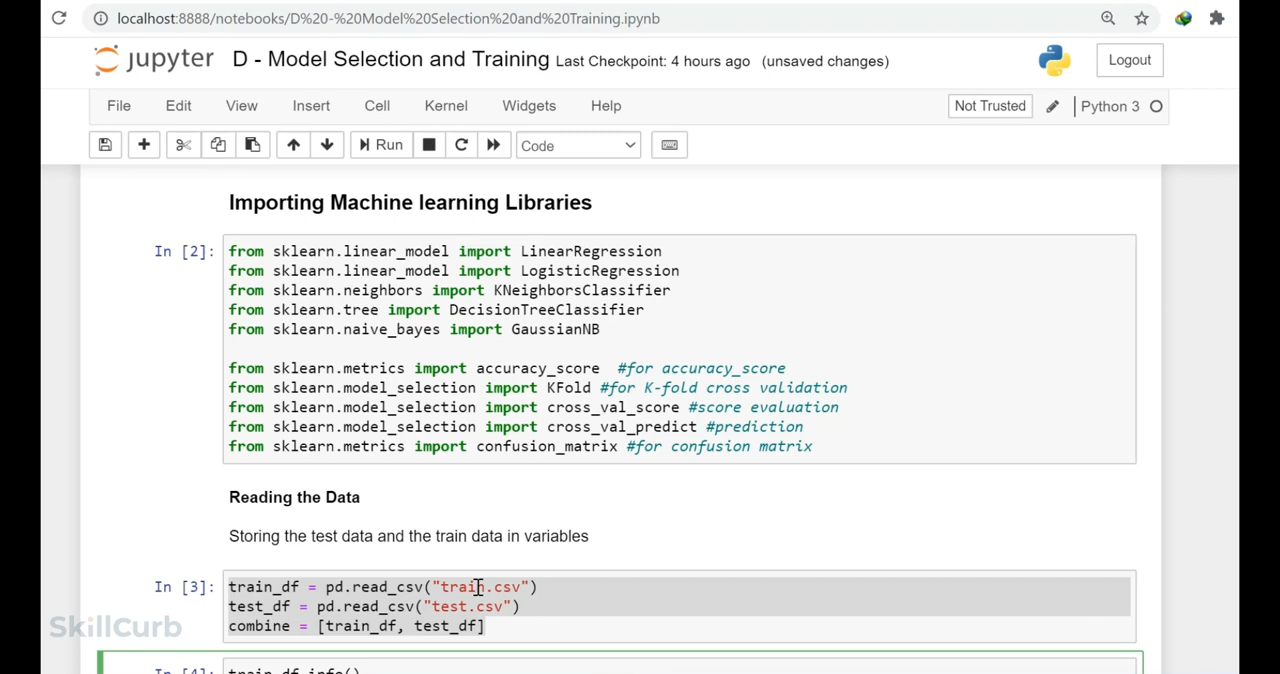 localhost:8888/notebooks/D%20-%20Model%20Selection%20and%20Training.ipynb
jupyter D - Model Selection and Training Last Checkpoint: 4 hours ago (unsaved changes) Logout
File Edit View Insert Cell Kernel Widgets Help Not Trusted Python 3
Run Code
Importing Machine learning Libraries
In [2]: from sklearn.linear_model import LinearRegression
from sklearn.linear_model import LogisticRegression
from sklearn.neighbors import KNeighborsClassifier
from sklearn.tree import DecisionTreeClassifier
from sklearn.naive_bayes import GaussianNB
from sklearn.metrics import accuracy_score #for accuracy_score
from sklearn.model_selection import KFold #for K-fold cross validation
from sklearn.model_selection import cross_val_score #score evaluation
from sklearn.model_selection import cross_val_predict #prediction
from sklearn.metrics import confusion_matrix #for confusion matrix
Reading the Data
Storing the test data and the train data in variables
In [3]: train_df = pd.read_csv("train.csv")
test_df = pd.read_csv("test.csv")
combine = [train_df, test_df]
SkillCurb
In [4]: train_df.info()